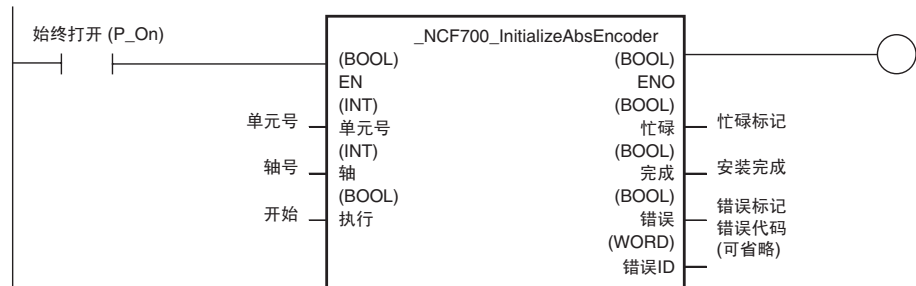 始终打开 (P_On)
_NCF700_InitializeAbsEncoder
(BOOL) (BOOL)
EN ENO
(INT) (BOOL)
单元号 单元号 忙碌 忙碌标记
(INT) (BOOL)
轴号 轴 完成 安装完成
(BOOL) (BOOL)
开始 执行 错误 错误标记
错误代码
(WORD) (可省略)
错误ID